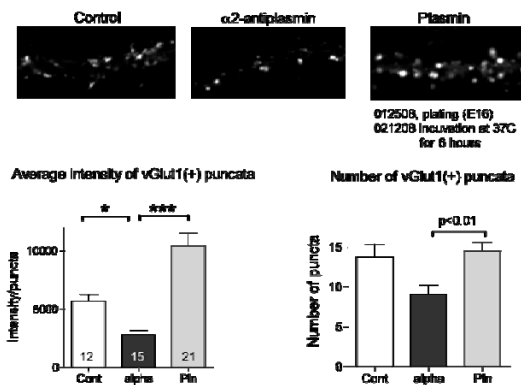 Control
α2-antiplasmin
Plasmin
012508, plating (E16)
021208 Incuvation at 37C
for 6 hours
Average Intensity of vGlut1(+) puncata
Intensity/puncta
10000
5000
0
*
***
12
15
21
Cont
alpha
Pln
Number of vGlut1(+) puncata
Number of puncta
15
10
5
0
p<0.01
Cont
alpha
Pln